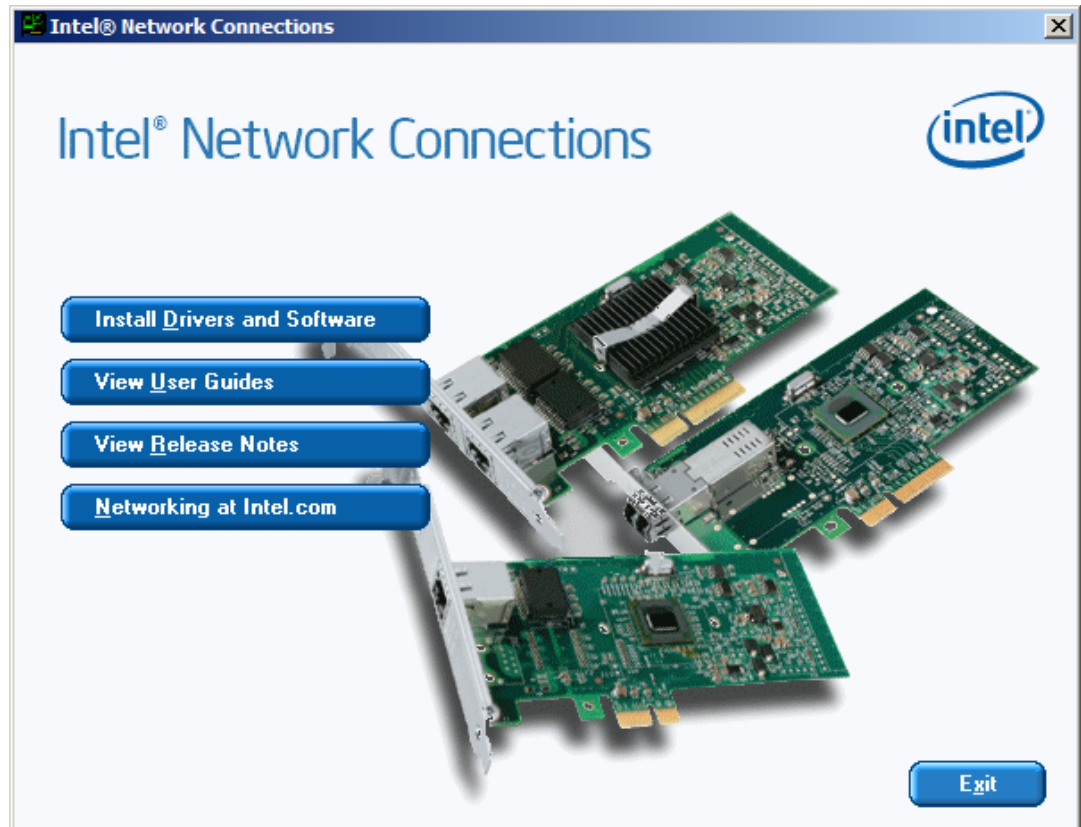 Intel® Network Connections
Intel® Network Connections
intel
Install Drivers and Software
View User Guides
View Release Notes
Networking at Intel.com
Exit